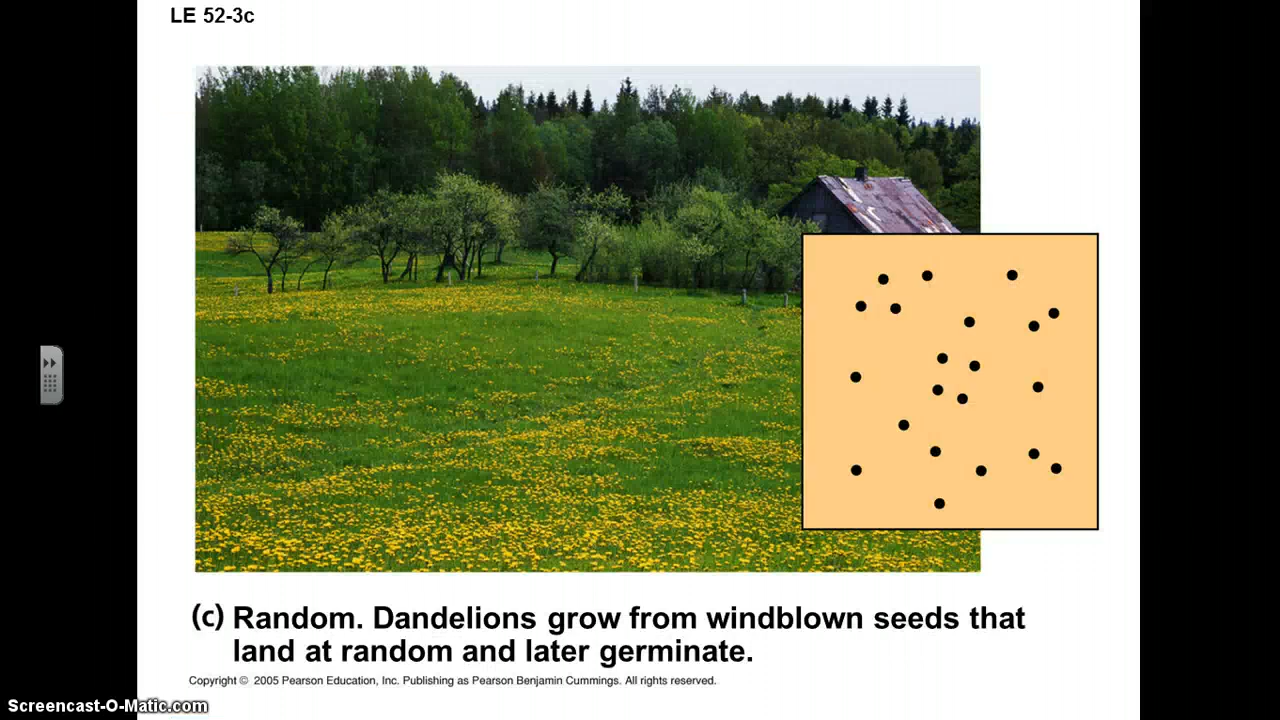 LE 52-3c
(c) Random. Dandelions grow from windblown seeds that
land at random and later germinate.
Copyright © 2005 Pearson Education, Inc. Publishing as Pearson Benjamin Cummings. All rights reserved.
Screencast-O-Matic.com